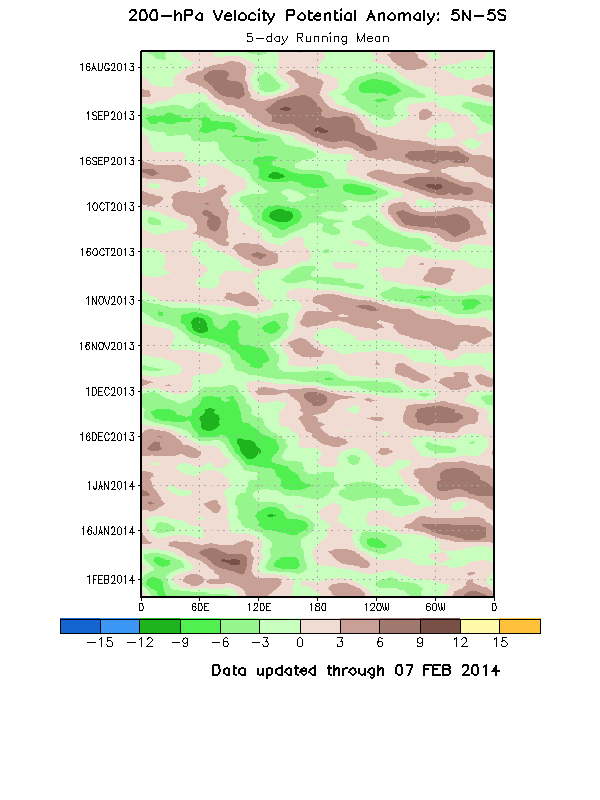 200-hPa Velocity Potential Anomaly: 5N-5S
5-day Running Mean
16AUG2013
1SEP2013
16SEP2013
1OCT2013
16OCT2013
1NOV2013
16NOV2013
1DEC2013
16DEC2013
1JAN2014
16JAN2014
1FEB2014
0 60E 120E 180 120W 60W 0
-15 -12 -9 -6 -3 0 3 6 9 12 15
Data updated through 07 FEB 2014